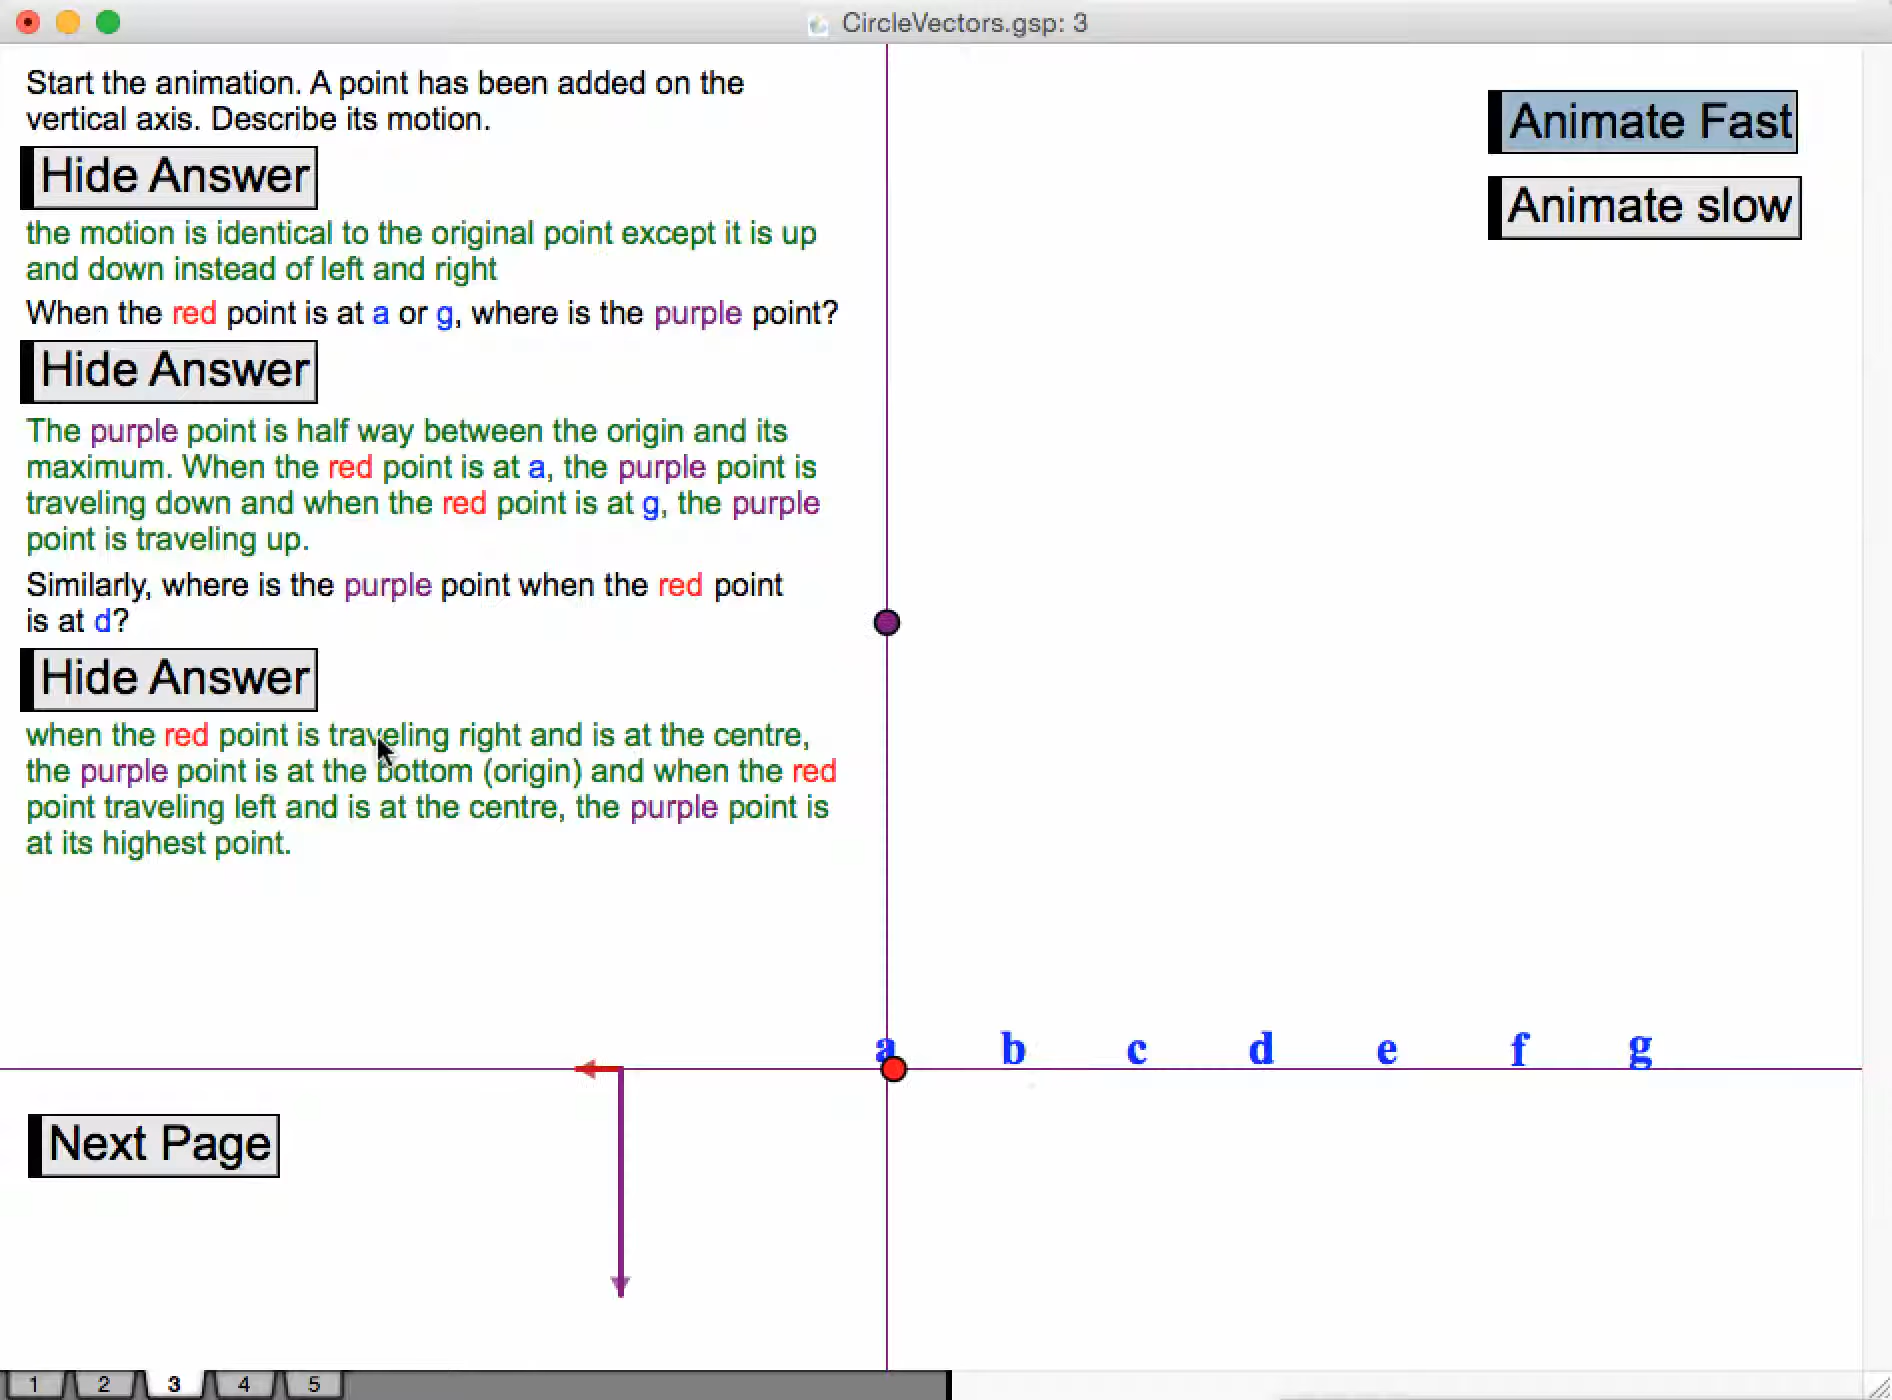 CircleVectors.gsp: 3
Start the animation. A point has been added on the
vertical axis. Describe its motion.
Hide Answer
the motion is identical to the original point except it is up
and down instead of left and right
When the red point is at a or g, where is the purple point?
Hide Answer
The purple point is half way between the origin and its
maximum. When the red point is at a, the purple point is
traveling down and when the red point is at g, the purple
point is traveling up.
Similarly, where is the purple point when the red point
is at d?
Hide Answer
when the red point is traveling right and is at the centre,
the purple point is at the bottom (origin) and when the red
point traveling left and is at the centre, the purple point is
at its highest point.
Animate Fast
Animate slow
a b c d e f g
Next Page
1 2 3 4 5